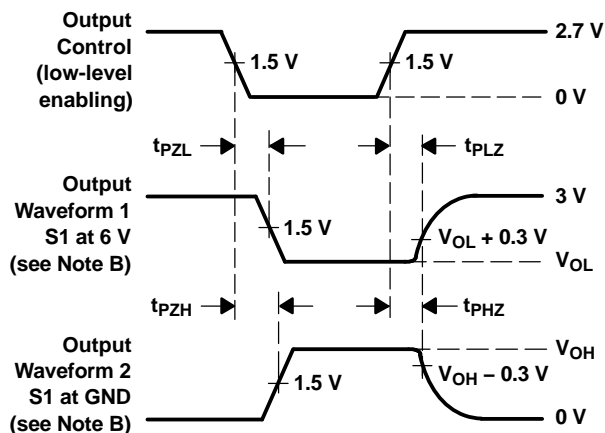 Output
Control
(low-level
enabling)
1.5 V
1.5 V
2.7 V
0 V
tPZL
tPLZ
Output
Waveform 1
S1 at 6 V
(see Note B)
1.5 V
3 V
VOL + 0.3 V
VOL
tPZH
tPHZ
Output
Waveform 2
S1 at GND
(see Note B)
1.5 V
VOH
VOH − 0.3 V
0 V